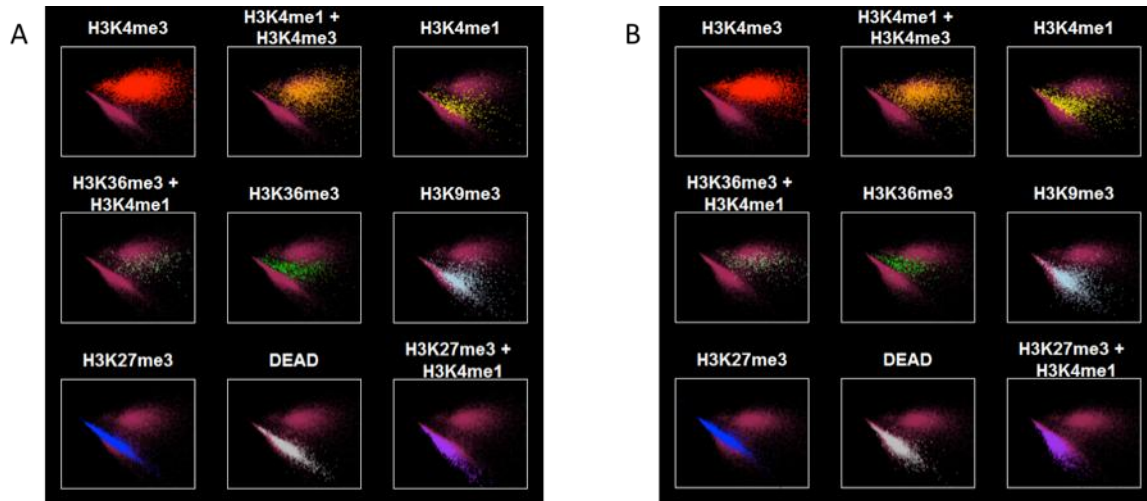 A
H3K4me3
H3K4me1 +
H3K4me3
H3K4me1
H3K36me3 +
H3K4me1
H3K36me3
H3K9me3
H3K27me3
DEAD
H3K27me3 +
H3K4me1
B
H3K4me3
H3K4me1 +
H3K4me3
H3K4me1
H3K36me3 +
H3K4me1
H3K36me3
H3K9me3
H3K27me3
DEAD
H3K27me3 +
H3K4me1